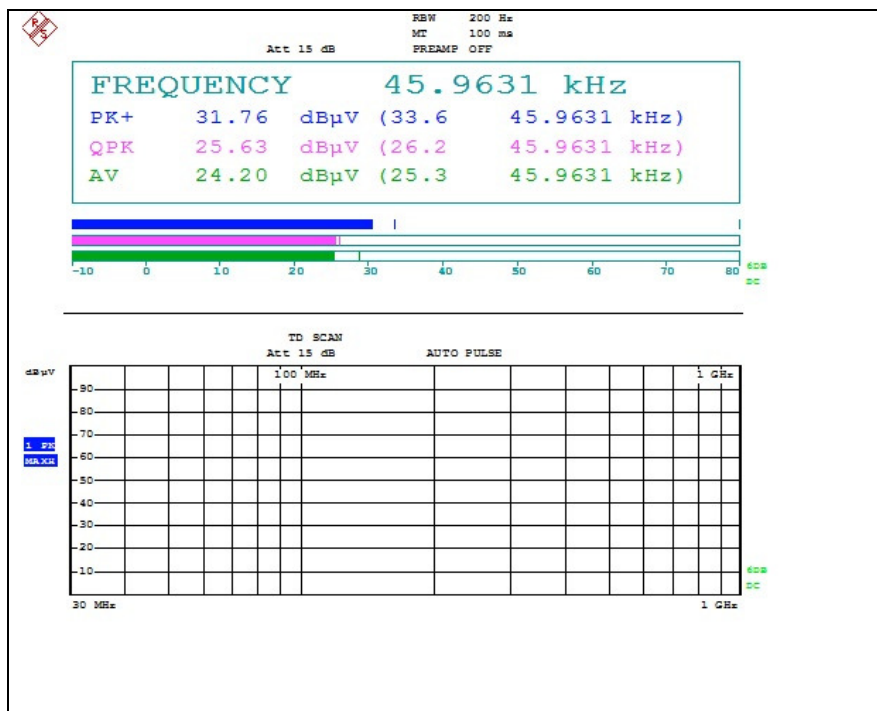 R S
RBW 200 Hz
MT 100 ms
Att 15 dB PREAMP OFF
FREQUENCY 45.9631 kHz
PK+ 31.76 dBµV (33.6 45.9631 kHz)
QPK 25.63 dBµV (26.2 45.9631 kHz)
AV 24.20 dBµV (25.3 45.9631 kHz)
-10 0 10 20 30 40 50 60 70 80
6DB
DC
TD SCAN
Att 15 dB AUTO PULSE
dBµV
100 MHz 1 GHz
90
80
70
1 PK
MAXH
60
50
40
30
20
10
6DB
DC
30 MHz 1 GHz